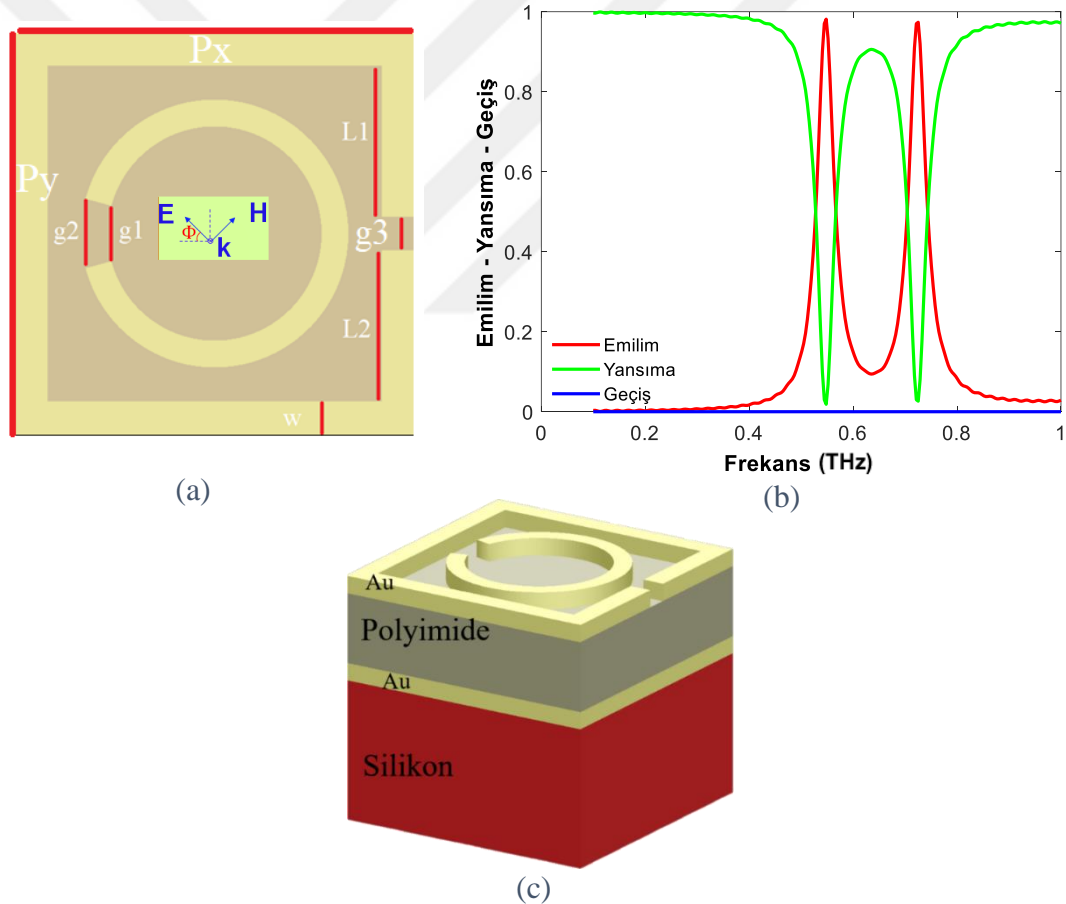 Px
L1
Py
E
H
Φ
k
g2
g1
g3
L2
w
(a)
Emilim - Yansıma - Geçiş
1
0.8
0.6
0.4
0.2
0
Emilim
Yansıma
Geçiş
0 0.2 0.4 0.6 0.8 1
Frekans (THz)
(b)
Au
Polyimide
Au
Silikon
(c)